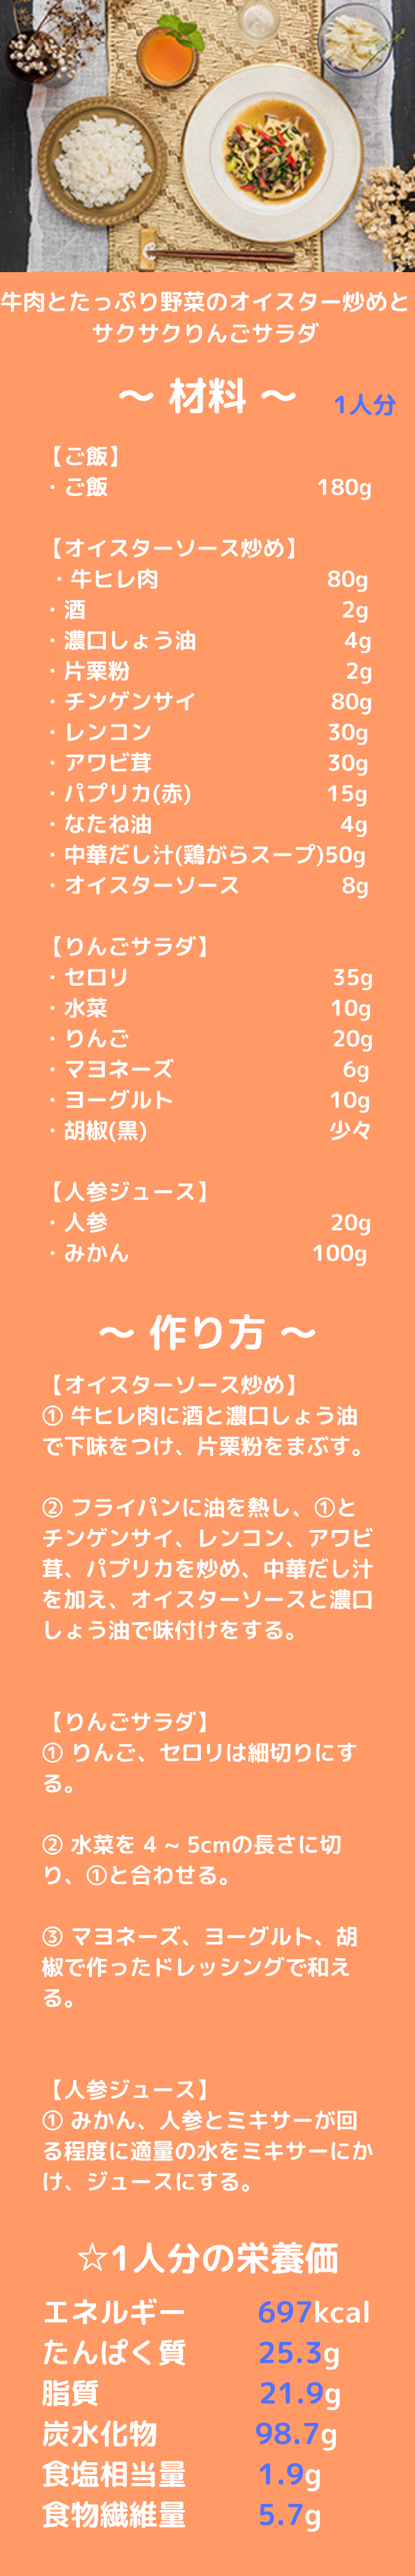 牛肉とたっぷり野菜のオイスター炒めと
サクサクりんごサラダ
～ 材料 ～
1人分
【ご飯】
・ご飯 180g
【オイスターソース炒め】
・牛ヒレ肉 80g
・酒 2g
・濃口しょう油 4g
・片栗粉 2g
・チンゲンサイ 80g
・レンコン 30g
・アワビ茸 30g
・パプリカ(赤) 15g
・なたね油 4g
・中華だし汁(鶏がらスープ)50g
・オイスターソース 8g
【りんごサラダ】
・セロリ 35g
・水菜 10g
・りんご 20g
・マヨネーズ 6g
・ヨーグルト 10g
・胡椒(黒) 少々
【人参ジュース】
・人参 20g
・みかん 100g
～ 作り方 ～
【オイスターソース炒め】
① 牛ヒレ肉に酒と濃口しょう油
で下味をつけ、片栗粉をまぶす。
② フライパンに油を熱し、①と
チンゲンサイ、レンコン、アワビ
茸、パプリカを炒め、中華だし汁
を加え、オイスターソースと濃口
しょう油で味付けをする。
【りんごサラダ】
① りんご、セロリは細切りにす
る。
② 水菜を 4 ~ 5cmの長さに切
り、①と合わせる。
③ マヨネーズ、ヨーグルト、胡
椒で作ったドレッシングで和え
る。
【人参ジュース】
① みかん、人参とミキサーが回
る程度に適量の水をミキサーにか
け、ジュースにする。
☆1人分の栄養価
エネルギー 697kcal
たんぱく質 25.3g
脂質 21.9g
炭水化物 98.7g
食塩相当量 1.9g
食物繊維量 5.7g